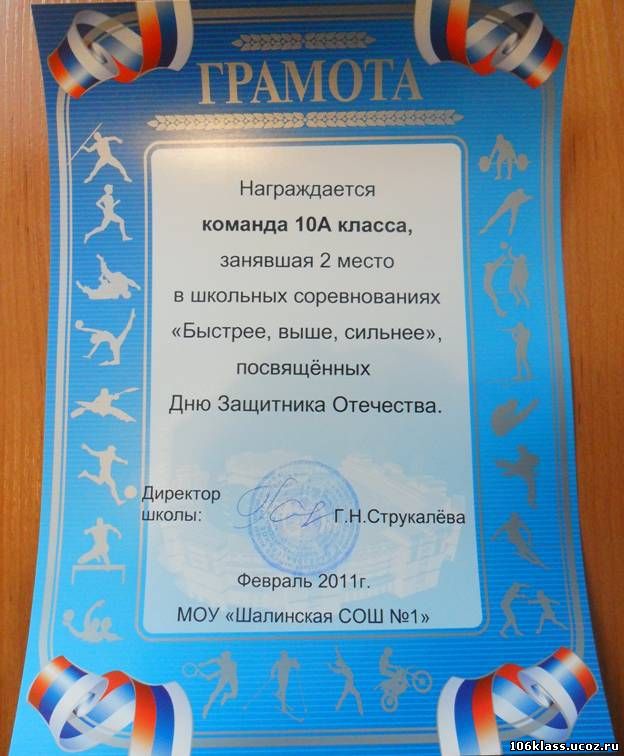 ГРАМОТА
Награждается
команда 10А класса,
занявшая 2 место
в школьных соревнованиях
«Быстрее, выше, сильнее»,
посвящённых
Дню Защитника Отечества.
Директор
школы: Г.Н.Струкалёва
Февраль 2011г.
МОУ «Шалинская СОШ №1»
106klass.ucoz.ru